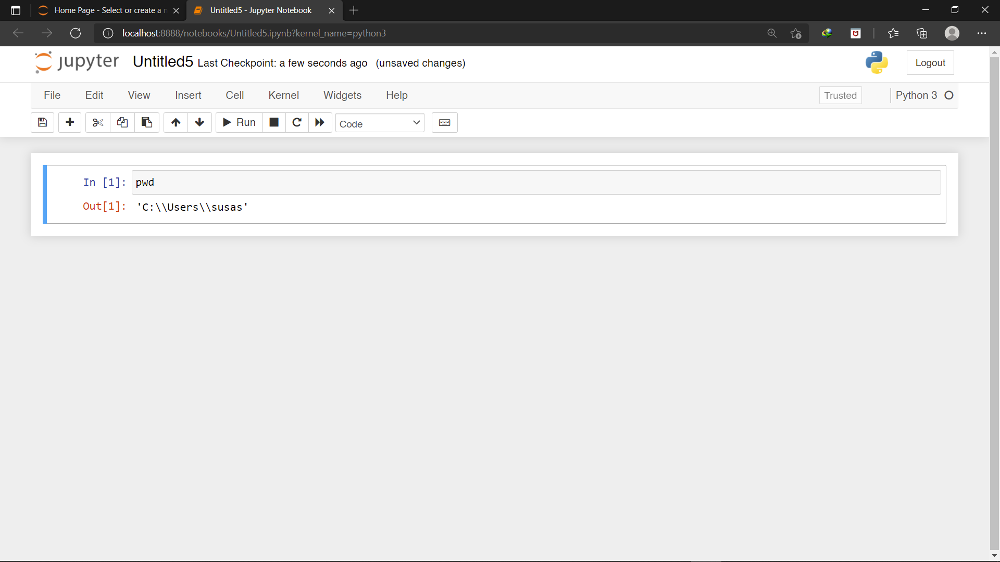 Home Page - Select or create a n
Untitled5 - Jupyter Notebook
localhost:8888/notebooks/Untitled5.ipynb?kernel_name=python3
jupyter Untitled5 Last Checkpoint: a few seconds ago (unsaved changes)
Logout
File Edit View Insert Cell Kernel Widgets Help
Trusted
Python 3
Run
Code
In [1]: pwd
Out[1]: 'C:\\Users\\susas'